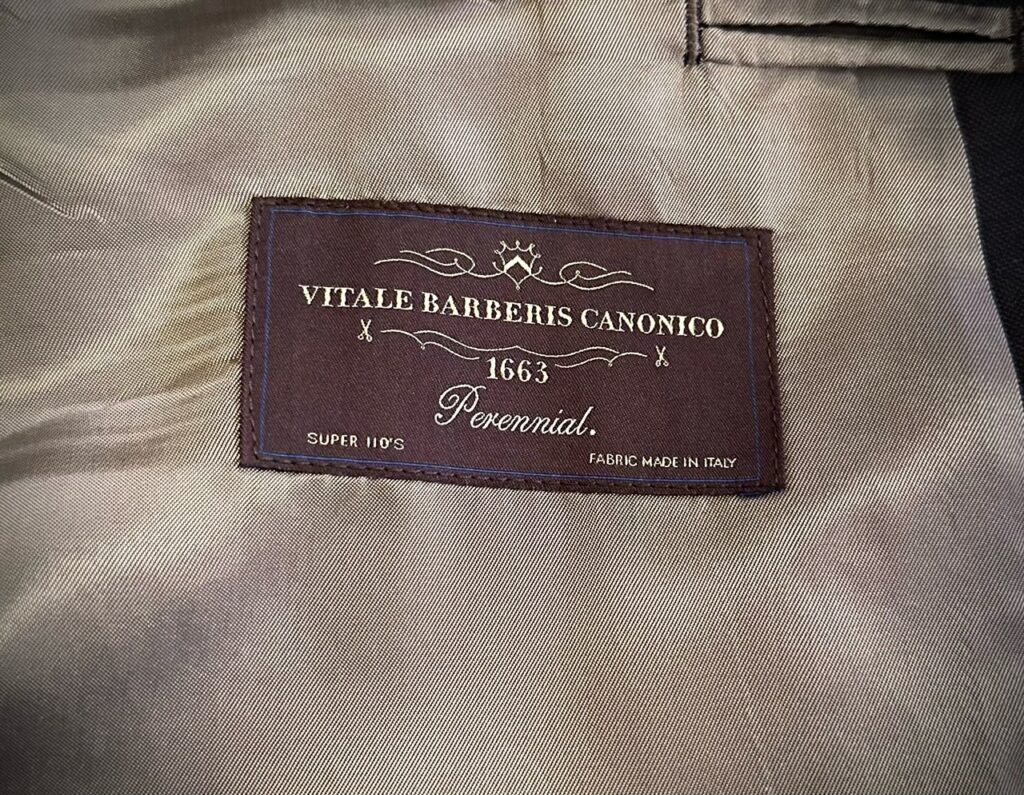 VITALE BARBERIS CANONICO
1663
Perennial.
SUPER 110'S
FABRIC MADE IN ITALY